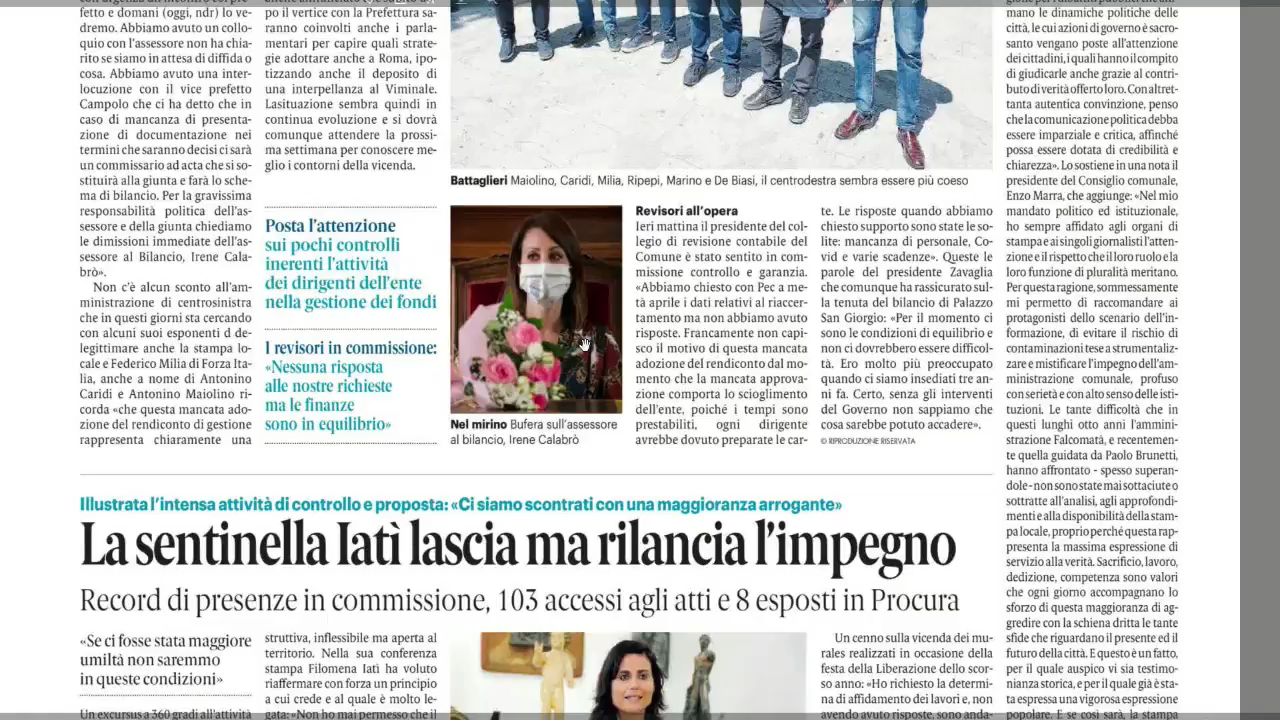 fetto e domani (oggi, ndr) lo ve-
dremo. Abbiamo avuto un collo-
quio con l'assessore non ha chia-
rito se siamo in attesa di diffida o
cosa. Abbiamo avuto una inter-
locuzione con il vice prefetto
Campolo che ci ha detto che in
caso di mancanza di presenta-
zione di documentazione nei
termini che saranno decisi ci sarà
un commissario ad acta che si so-
stituirà alla giunta e farà lo sche-
ma di bilancio. Per la gravissima
responsabilità politica dell'as-
sessore e della giunta chiediamo
le dimissioni immediate dell'as-
sessore al Bilancio, Irene Cala-
brò».
Non c'è alcun sconto all'am-
ministrazione di centrosinistra
che in questi giorni sta cercando
con alcuni suoi esponenti d de-
legittimare anche la stampa lo-
cale e Federico Milia di Forza Ita-
lia, anche a nome di Antonino
Caridi e Antonino Maiolino ri-
corda «che questa mancata ado-
zione del rendiconto di gestione
rappresenta chiaramente una
po il vertice con la Prefettura sa-
ranno coinvolti anche i parla-
mentari per capire quali strate-
gie adottare anche a Roma, ipo-
tizzando anche il deposito di
una interpellanza al Viminale.
Lasituazione sembra quindi in
continua evoluzione e si dovrà
comunque attendere la prossi-
ma settimana per conoscere me-
glio i contorni della vicenda.
Posta l'attenzione
sui pochi controlli
inerenti l'attività
dei dirigenti dell'ente
nella gestione dei fondi
I revisori in commissione:
«Nessuna risposta
alle nostre richieste
ma le finanze
sono in equilibrio»
Battaglieri Maiolino, Caridi, Milia, Ripepi, Marino e De Biasi, il centrodestra sembra essere più coeso
Nel mirino Bufera sull'assessore
al bilancio, Irene Calabrò
Revisori all'opera
Ieri mattina il presidente del col-
legio di revisione contabile del
Comune è stato sentito in com-
missione controllo e garanzia.
«Abbiamo chiesto con Pec a me-
tà aprile i dati relativi al riaccer-
tamento ma non abbiamo avuto
risposte. Francamente non capi-
sco il motivo di questa mancata
adozione del rendiconto dal mo-
mento che la mancata approva-
zione comporta lo scioglimento
dell'ente, poiché i tempi sono
prestabiliti, ogni dirigente
avrebbe dovuto preparate le car-
te. Le risposte quando abbiamo
chiesto supporto sono state le so-
lite: mancanza di personale, Co-
vid e varie scadenze». Queste le
parole del presidente Zavaglia
che comunque ha rassicurato sul-
la tenuta del bilancio di Palazzo
San Giorgio: «Per il momento ci
sono le condizioni di equilibrio e
non ci dovrebbero essere difficol-
tà. Ero molto più preoccupato
quando ci siamo insediati tre an-
ni fa. Certo, senza gli interventi
del Governo non sappiamo che
cosa sarebbe potuto accadere».
© RIPRODUZIONE RISERVATA
mano le dinamiche politiche delle
città, le cui azioni di governo è sacro-
santo vengano poste all'attenzione
dei cittadini, i quali hanno il compito
di giudicarle anche grazie al contri-
buto di verità offerto loro. Con altret-
tanta autentica convinzione, penso
che la comunicazione politica debba
essere imparziale e critica, affinché
possa essere dotata di credibilità e
chiarezza». Lo sostiene in una nota il
presidente del Consiglio comunale,
Enzo Marra, che aggiunge: «Nel mio
mandato politico ed istituzionale,
ho sempre affidato agli organi di
stampa e ai singoli giornalisti l'atten-
zione e il rispetto che il loro ruolo e la
loro funzione di pluralità meritano.
Per questa ragione, sommessamente
mi permetto di raccomandare ai
protagonisti dello scenario dell'in-
formazione, di evitare il rischio di
contaminazioni tese a strumentaliz-
zare e mistificare l'impegno dell'am-
ministrazione comunale, profuso
con serietà e con alto senso delle isti-
tuzioni. Le tante difficoltà che in
questi lunghi otto anni l'ammini-
strazione Falcomatà, e recentemen-
te quella guidata da Paolo Brunetti,
hanno affrontato - spesso superan-
dole - non sono state mai sottaciute o
sottratte all'analisi, agli approfondi-
menti e alla disponibilità della stam-
pa locale, proprio perché questa rap-
presenta la massima espressione di
servizio alla verità. Sacrificio, lavoro,
dedizione, competenza sono valori
che ogni giorno accompagnano lo
sforzo di questa maggioranza di ag-
gredire con la schiena dritta le tante
sfide che riguardano il presente ed il
futuro della città. E questo è un fatto,
per il quale auspico vi sia testimo-
nianza storica, e per il quale già è sta-
ta espressa una vigorosa espressione
popolare. E se così sarà, la stampa
Illustrata l'intensa attività di controllo e proposta: «Ci siamo scontrati con una maggioranza arrogante»
La sentinella Iatì lascia ma rilancia l'impegno
Record di presenze in commissione, 103 accessi agli atti e 8 esposti in Procura
«Se ci fosse stata maggiore
umiltà non saremmo
in queste condizioni»
Un excursus a 360 gradi all'attività
struttiva, inflessibile ma aperta al
territorio. Nella sua conferenza
stampa Filomena Iatì ha voluto
riaffermare con forza un principio
a cui crede e al quale è molto le-
gata: «Non ho mai permesso che il
Un cenno sulla vicenda dei mu-
rales realizzati in occasione della
festa della Liberazione dello scor-
so anno: «Ho richiesto la determi-
na di affidamento dei lavori e, non
avendo avuto risposte, sono anda-